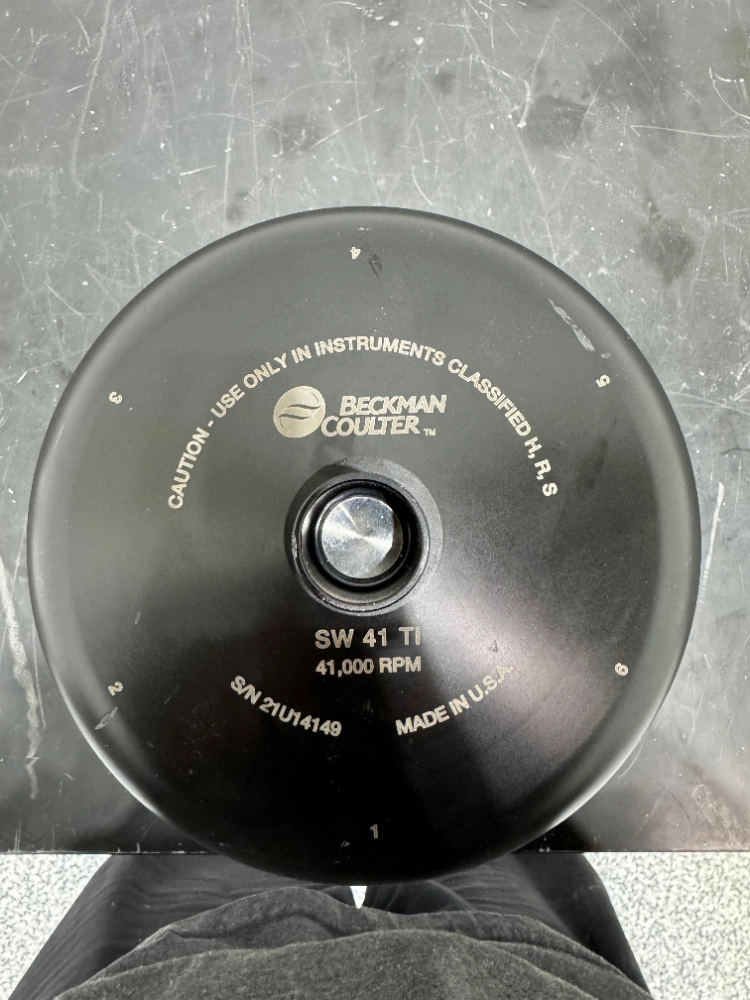 4
3
5
CAUTION - USE ONLY IN INSTRUMENTS CLASSIFIED H, R, S
BECKMAN
COULTER™
SW 41 Ti
41,000 RPM
2
6
S/N 21U14149
MADE IN U.S.A.
1